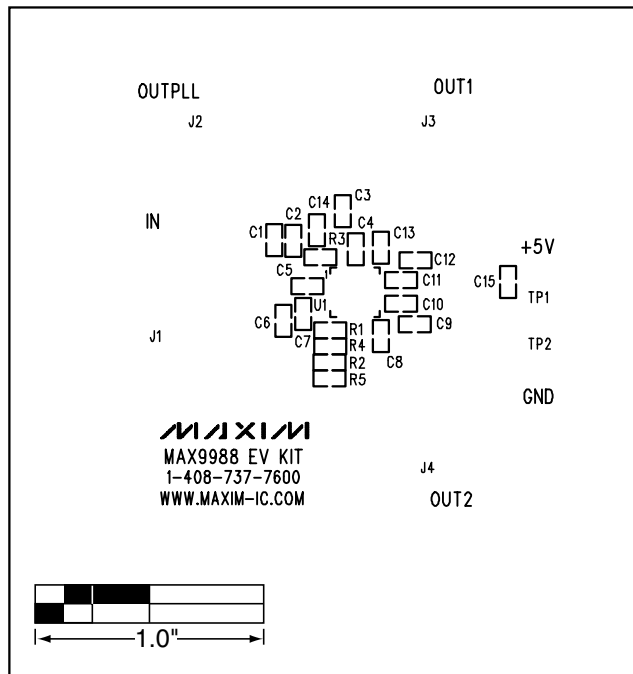 OUTPLL
OUT1
J2
J3
IN
C3
C14
C2
C1
R3
C4
C13
C12
+5V
C5
1
C11
C15
TP1
U1
C10
C6
C7
R1
C9
J1
R4
C8
TP2
R2
R5
GND
MAXIM
MAX9988 EV KIT
1-408-737-7600
WWW.MAXIM-IC.COM
J4
OUT2
1.0"